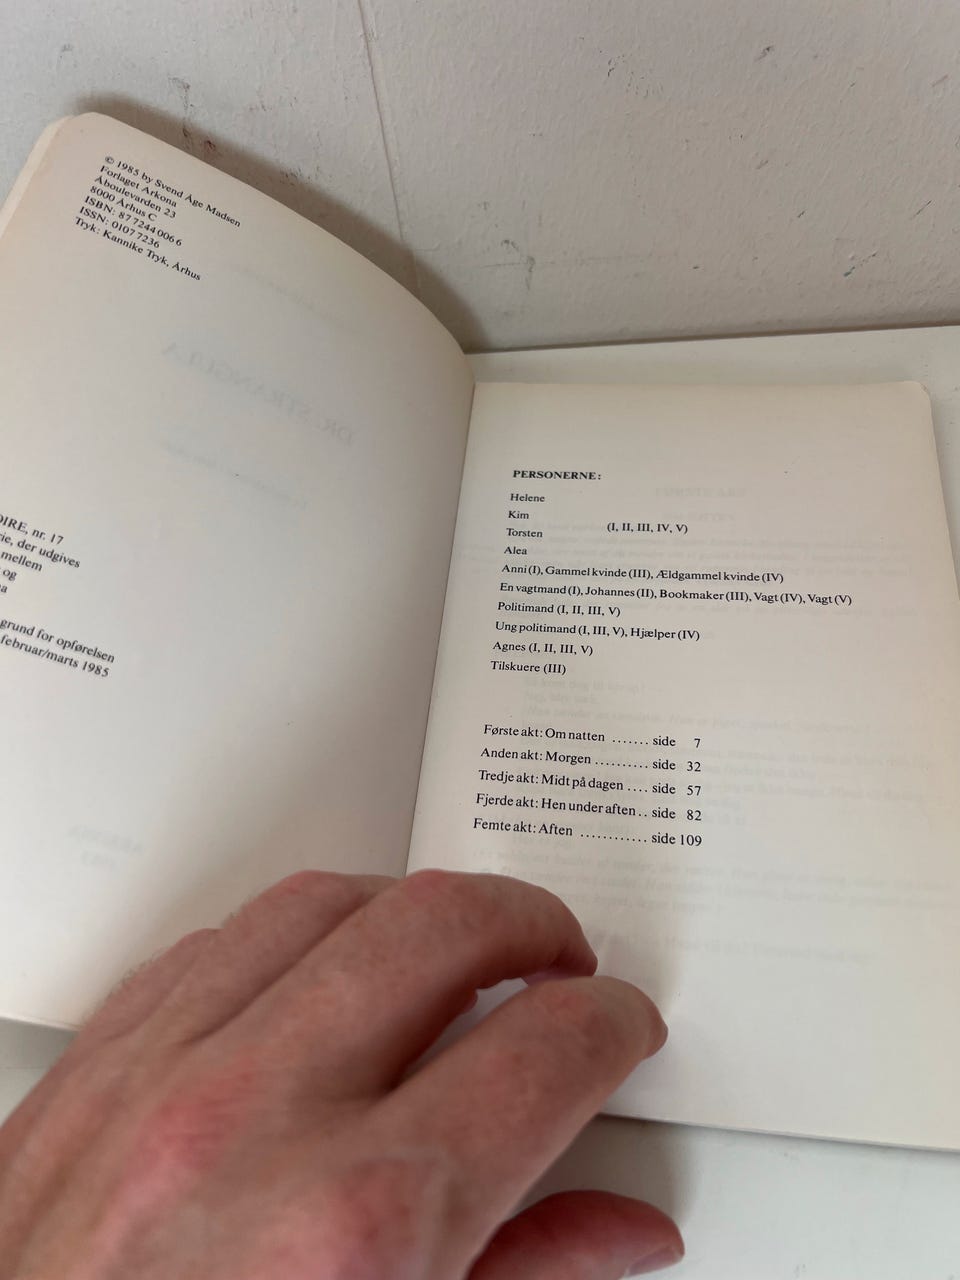 © 1985 by Svend Åge Madsen
Forlaget Arkona
Åboulevarden 23
8000 Århus C
ISBN: 87 7244 006 6
ISSN: 0107 7236
Tryk: Kannike Tryk, Århus
OIRE, nr. 17
ie, der udgives
mellem
og
a
grund for opførelsen
februar/marts 1985
DR. STRANGULA
PERSONERNE:
Helene
Kim
(I, II, III, IV, V)
Torsten
Alea
Anni (I), Gammel kvinde (III), Ældgammel kvinde (IV)
En vagtmand (I), Johannes (II), Bookmaker (III), Vagt (IV), Vagt (V)
Politimand (I, II, III, V)
Ung politimand (I, III, V), Hjælper (IV)
Agnes (I, II, III, V)
Tilskuere (III)
Første akt: Om natten ....... side 7
Anden akt: Morgen .......... side 32
Tredje akt: Midt på dagen .... side 57
Fjerde akt: Hen under aften .. side 82
Femte akt: Aften ............ side 109